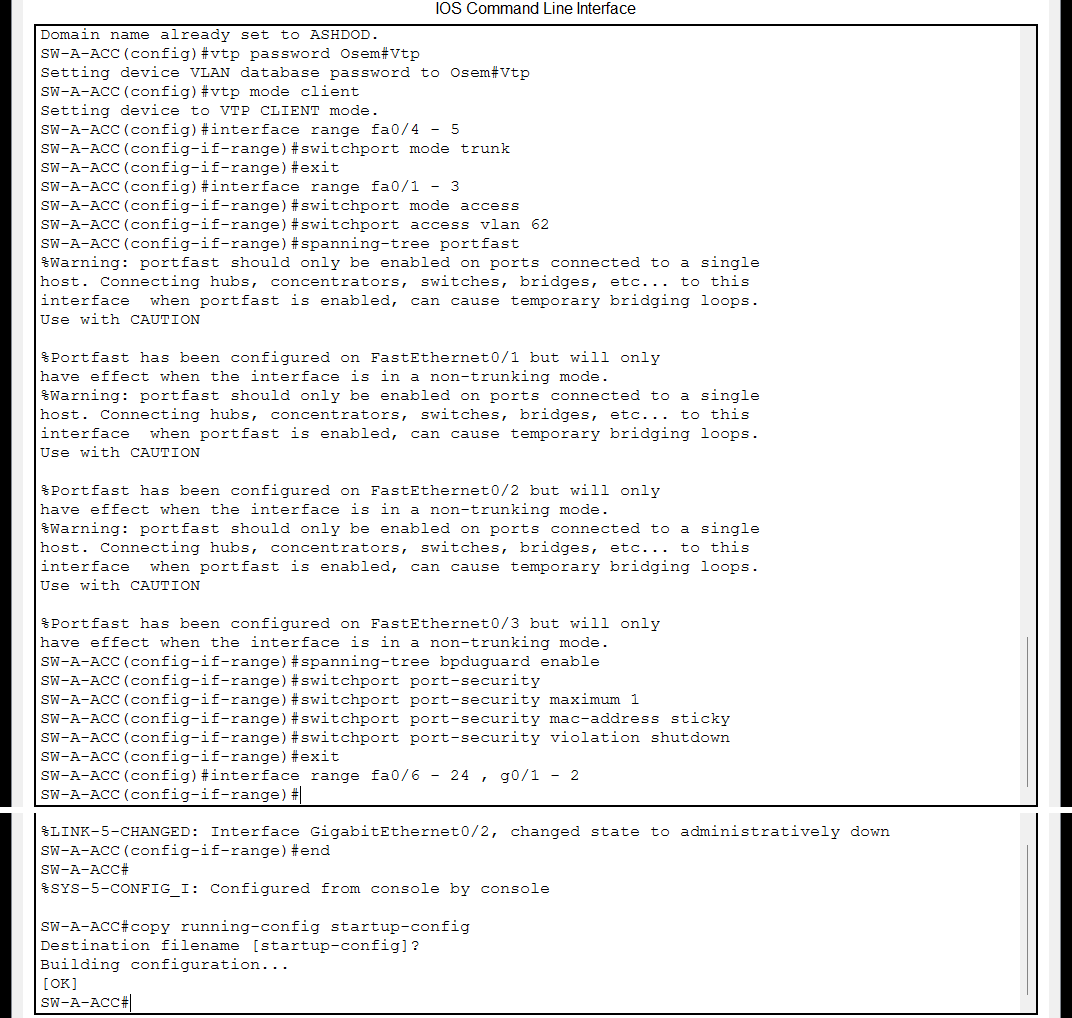 IOS Command Line Interface
Domain name already set to ASHDOD.
SW-A-ACC(config)#vtp password Osem#Vtp
Setting device VLAN database password to Osem#Vtp
SW-A-ACC(config)#vtp mode client
Setting device to VTP CLIENT mode.
SW-A-ACC(config)#interface range fa0/4 - 5
SW-A-ACC(config-if-range)#switchport mode trunk
SW-A-ACC(config-if-range)#exit
SW-A-ACC(config)#interface range fa0/1 - 3
SW-A-ACC(config-if-range)#switchport mode access
SW-A-ACC(config-if-range)#switchport access vlan 62
SW-A-ACC(config-if-range)#spanning-tree portfast
%Warning: portfast should only be enabled on ports connected to a single
host. Connecting hubs, concentrators, switches, bridges, etc... to this
interface  when portfast is enabled, can cause temporary bridging loops.
Use with CAUTION

%Portfast has been configured on FastEthernet0/1 but will only
have effect when the interface is in a non-trunking mode.
%Warning: portfast should only be enabled on ports connected to a single
host. Connecting hubs, concentrators, switches, bridges, etc... to this
interface  when portfast is enabled, can cause temporary bridging loops.
Use with CAUTION

%Portfast has been configured on FastEthernet0/2 but will only
have effect when the interface is in a non-trunking mode.
%Warning: portfast should only be enabled on ports connected to a single
host. Connecting hubs, concentrators, switches, bridges, etc... to this
interface  when portfast is enabled, can cause temporary bridging loops.
Use with CAUTION

%Portfast has been configured on FastEthernet0/3 but will only
have effect when the interface is in a non-trunking mode.
SW-A-ACC(config-if-range)#spanning-tree bpduguard enable
SW-A-ACC(config-if-range)#switchport port-security
SW-A-ACC(config-if-range)#switchport port-security maximum 1
SW-A-ACC(config-if-range)#switchport port-security mac-address sticky
SW-A-ACC(config-if-range)#switchport port-security violation shutdown
SW-A-ACC(config-if-range)#exit
SW-A-ACC(config)#interface range fa0/6 - 24 , g0/1 - 2
SW-A-ACC(config-if-range)#
%LINK-5-CHANGED: Interface GigabitEthernet0/2, changed state to administratively down
SW-A-ACC(config-if-range)#end
SW-A-ACC#
%SYS-5-CONFIG_I: Configured from console by console

SW-A-ACC#copy running-config startup-config
Destination filename [startup-config]?
Building configuration...
[OK]
SW-A-ACC#